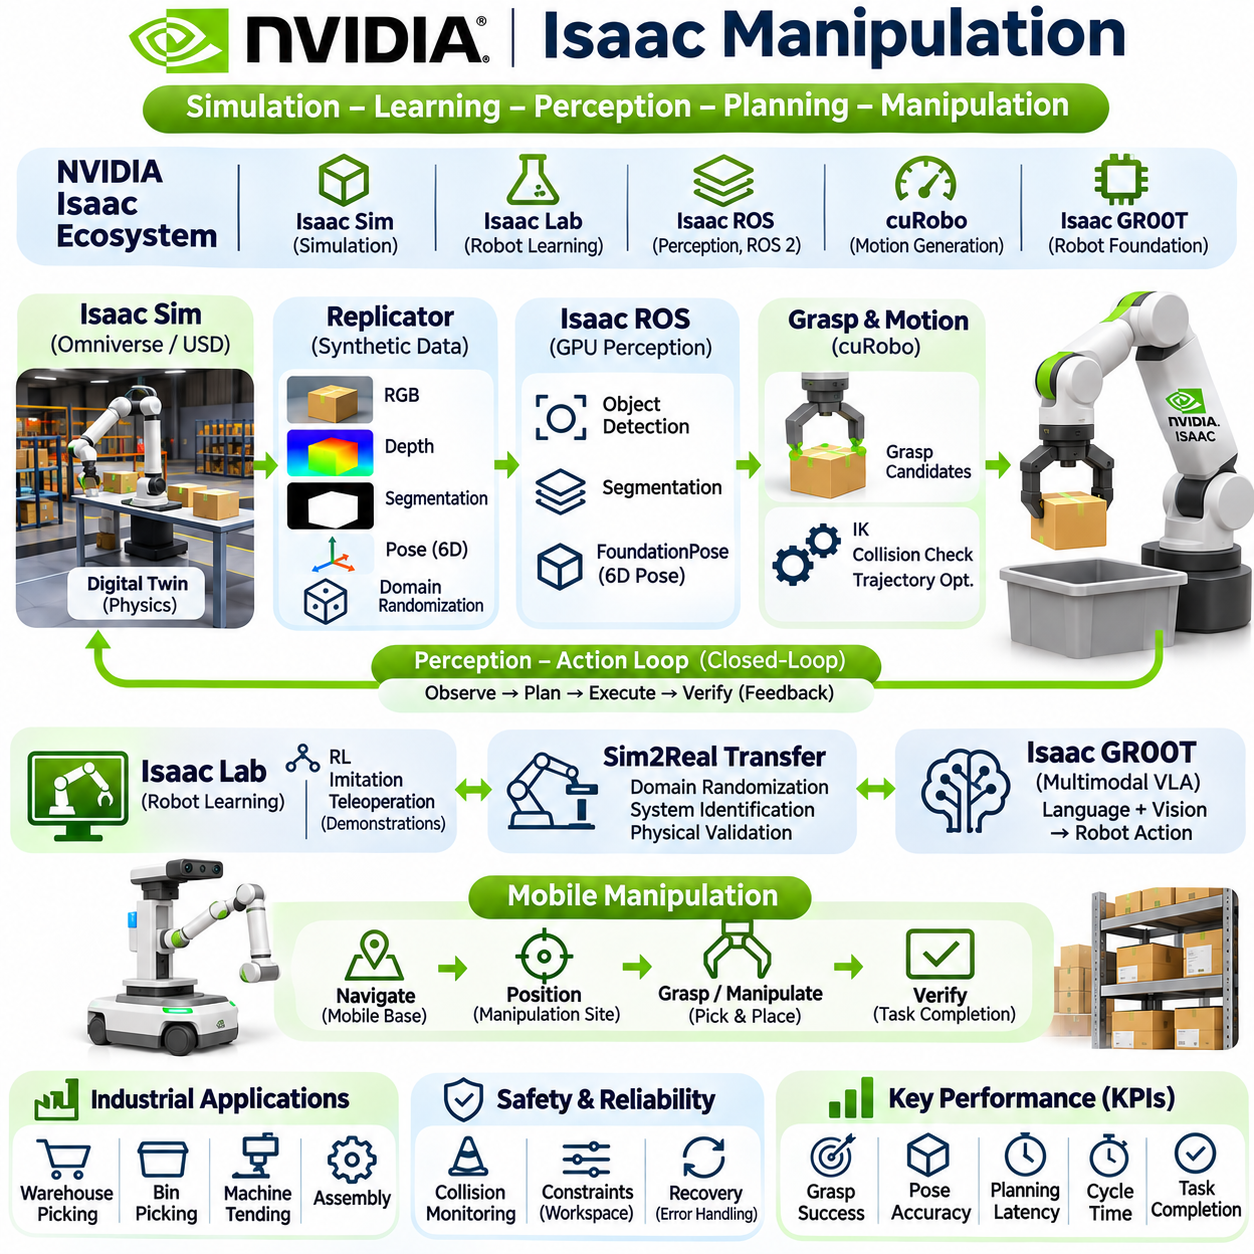 NVIDIA® | Isaac Manipulation
Simulation – Learning – Perception – Planning – Manipulation
NVIDIA
Isaac
Ecosystem
Isaac Sim
(Simulation)
Isaac Lab
(Robot Learning)
Isaac ROS
(Perception, ROS 2)
cuRobo
(Motion Generation)
Isaac GR00T
(Robot Foundation)
Isaac Sim
(Omniverse / USD)
Digital Twin
(Physics)
Replicator
(Synthetic Data)
RGB
Depth
Segmentation
Pose (6D)
Domain
Randomization
Isaac ROS
(GPU Perception)
Object
Detection
Segmentation
FoundationPose
(6D Pose)
Grasp & Motion
(cuRobo)
Grasp
Candidates
IK
Collision Check
Trajectory Opt.
NVIDIA.
ISAAC
Perception – Action Loop (Closed-Loop)
Observe → Plan → Execute → Verify (Feedback)
Isaac Lab
(Robot Learning)
RL
Imitation
Teleoperation
(Demonstrations)
Sim2Real Transfer
Domain Randomization
System Identification
Physical Validation
Isaac GR00T
(Multimodal VLA)
Language + Vision
→ Robot Action
Mobile Manipulation
Navigate
(Mobile Base)
Position
(Manipulation Site)
Grasp / Manipulate
(Pick & Place)
Verify
(Task Completion)
Industrial Applications
Warehouse
Picking
Bin
Picking
Machine
Tending
Assembly
Safety & Reliability
Collision
Monitoring
Constraints
(Workspace)
Recovery
(Error Handling)
Key Performance (KPIs)
Grasp
Success
Pose
Accuracy
Planning
Latency
Cycle
Time
Task
Completion